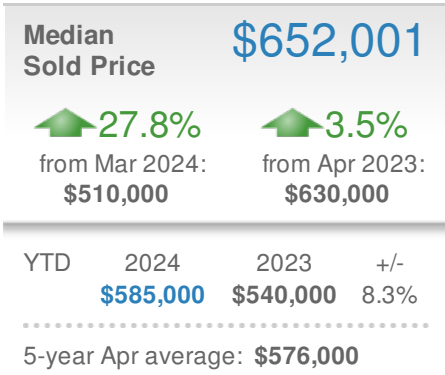 Median $652,001
Sold Price
27.8% 3.5%
from Mar 2024: from Apr 2023:
$510,000 $630,000
YTD 2024 2023 +/-
$585,000 $540,000 8.3%
5-year Apr average: $576,000